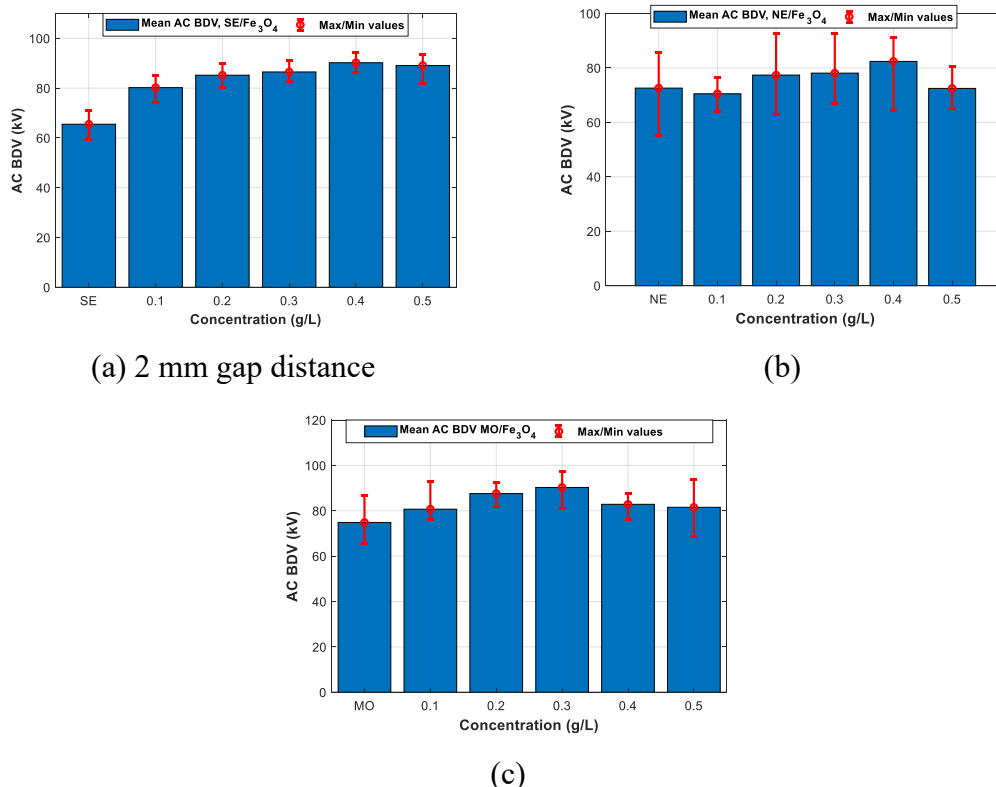 Mean AC BDV, SE/Fe₃O₄ Max/Min values
100
80
60
40
20
0
AC BDV (kV)
SE 0.1 0.2 0.3 0.4 0.5
Concentration (g/L)
(a) 2 mm gap distance
Mean AC BDV, NE/Fe₃O₄ Max/Min values
100
80
60
40
20
0
AC BDV (kV)
NE 0.1 0.2 0.3 0.4 0.5
Concentration (g/L)
(b)
Mean AC BDV MO/Fe₃O₄ Max/Min values
120
100
80
60
40
20
0
AC BDV (kV)
MO 0.1 0.2 0.3 0.4 0.5
Concentration (g/L)
(c)